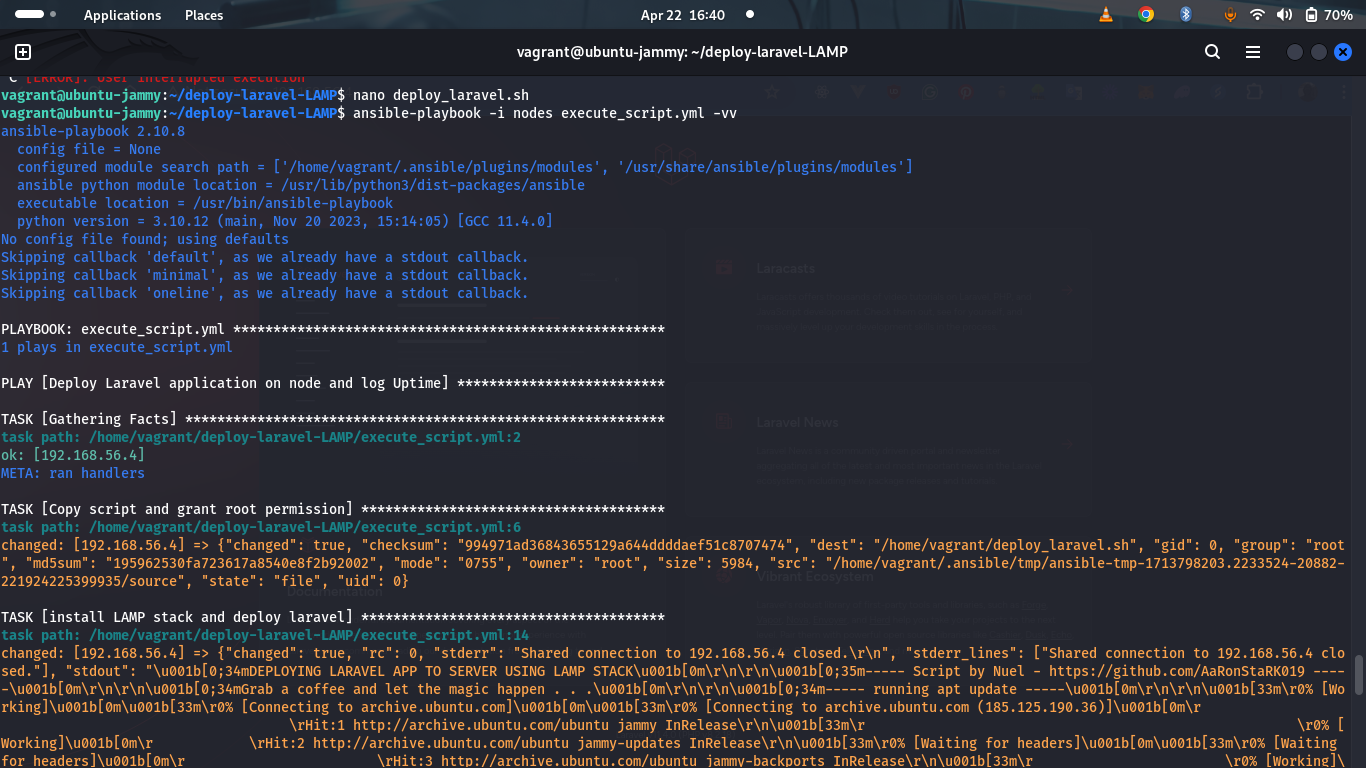 Applications Places Apr 22 16:40 70%
vagrant@ubuntu-jammy: ~/deploy-laravel-LAMP
^C [ERROR]: User interrupted execution
vagrant@ubuntu-jammy:~/deploy-laravel-LAMP$ nano deploy_laravel.sh
vagrant@ubuntu-jammy:~/deploy-laravel-LAMP$ ansible-playbook -i nodes execute_script.yml -vv
ansible-playbook 2.10.8
  config file = None
  configured module search path = ['/home/vagrant/.ansible/plugins/modules', '/usr/share/ansible/plugins/modules']
  ansible python module location = /usr/lib/python3/dist-packages/ansible
  executable location = /usr/bin/ansible-playbook
  python version = 3.10.12 (main, Nov 20 2023, 15:14:05) [GCC 11.4.0]
No config file found; using defaults
Skipping callback 'default', as we already have a stdout callback.
Skipping callback 'minimal', as we already have a stdout callback.
Skipping callback 'oneline', as we already have a stdout callback.
PLAYBOOK: execute_script.yml ******************************************************
1 plays in execute_script.yml
PLAY [Deploy Laravel application on node and log Uptime] **************************
TASK [Gathering Facts] ************************************************************
task path: /home/vagrant/deploy-laravel-LAMP/execute_script.yml:2
ok: [192.168.56.4]
META: ran handlers
TASK [Copy script and grant root permission] **************************************
task path: /home/vagrant/deploy-laravel-LAMP/execute_script.yml:6
changed: [192.168.56.4] => {"changed": true, "checksum": "994971ad36843655129a644ddddaef51c8707474", "dest": "/home/vagrant/deploy_laravel.sh", "gid": 0, "group": "root
", "md5sum": "195962530fa723617a8540e8f2b92002", "mode": "0755", "owner": "root", "size": 5984, "src": "/home/vagrant/.ansible/tmp/ansible-tmp-1713798203.2233524-20882-
221924225399935/source", "state": "file", "uid": 0}
TASK [install LAMP stack and deploy laravel] **************************************
task path: /home/vagrant/deploy-laravel-LAMP/execute_script.yml:14
changed: [192.168.56.4] => {"changed": true, "rc": 0, "stderr": "Shared connection to 192.168.56.4 closed.\r\n", "stderr_lines": ["Shared connection to 192.168.56.4 clo
sed."], "stdout": "\u001b[0;34mDEPLOYING LARAVEL APP TO SERVER USING LAMP STACK\u001b[0m\r\n\r\n\u001b[0;35m----- Script by Nuel - https://github.com/AaRonStaRK019 ----
-\u001b[0m\r\n\r\n\u001b[0;34mGrab a coffee and let the magic happen . . .\u001b[0m\r\n\r\n\u001b[0;34m----- running apt update -----\u001b[0m\r\n\r\n\u001b[33m\r0% [Wo
rking]\u001b[0m\u001b[33m\r0% [Connecting to archive.ubuntu.com]\u001b[0m\u001b[33m\r0% [Connecting to archive.ubuntu.com (185.125.190.36)]\u001b[0m\r
\rHit:1 http://archive.ubuntu.com/ubuntu jammy InRelease\r\n\u001b[33m\r \r0% [
Working]\u001b[0m\r \rHit:2 http://archive.ubuntu.com/ubuntu jammy-updates InRelease\r\n\u001b[33m\r0% [Waiting for headers]\u001b[0m\u001b[33m\r0% [Waiting
for headers]\u001b[0m\r \rHit:3 http://archive.ubuntu.com/ubuntu jammy-backports InRelease\r\n\u001b[33m\r \r0% [Working]\
Laracasts
Laravel News
Vibrant Ecosystem
Documentation